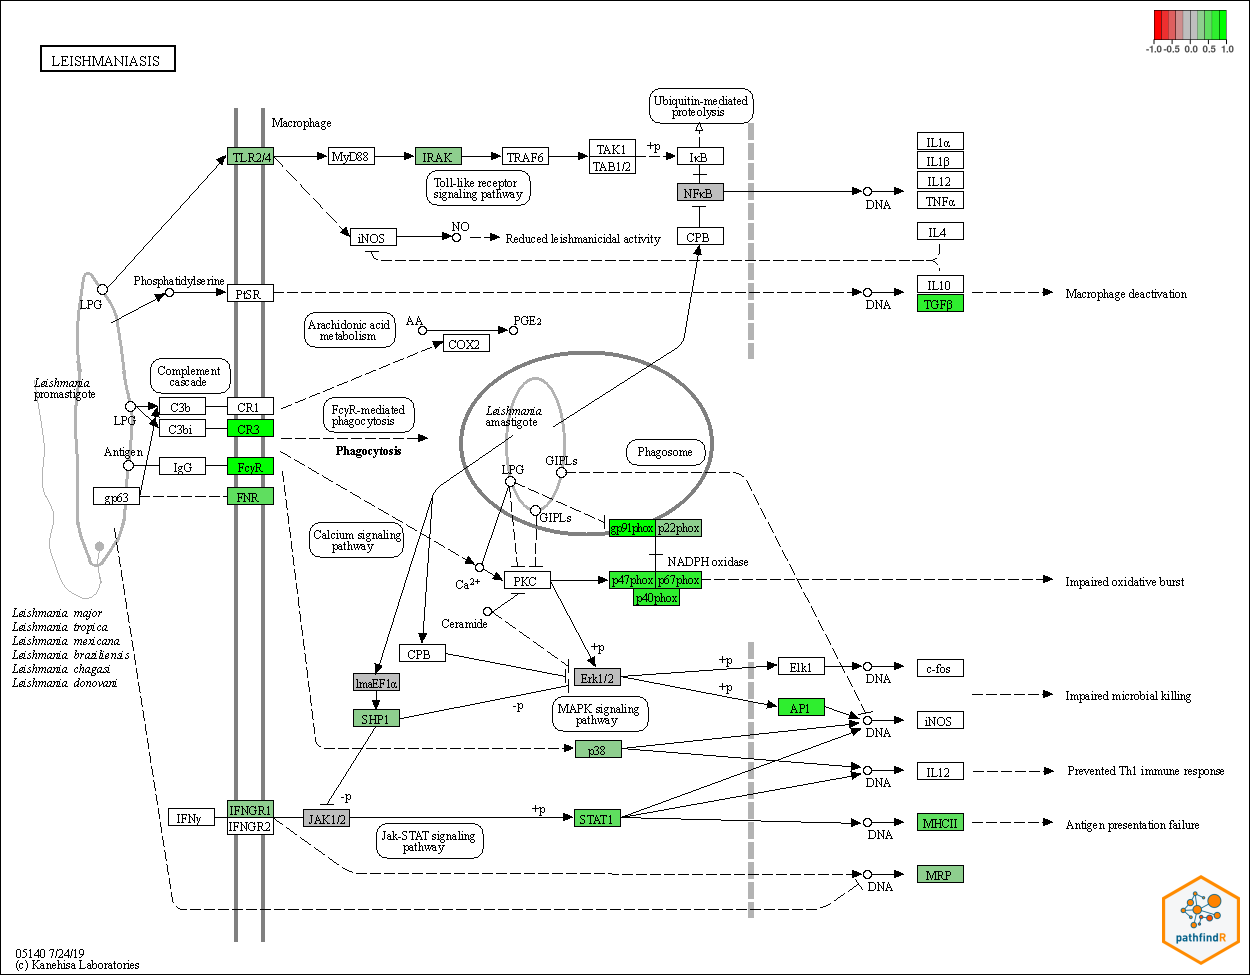 -1.0 -0.5 0.0 0.5 1.0
LEISHMANIASIS
Macrophage
Ubiquitin-mediated
proteolysis
TLR2/4
MyD88
IRAK
TRAF6
TAK1
TAB1/2
+p
IκB
Toll-like receptor
signaling pathway
NFκB
DNA
IL1α
IL1β
IL12
TNFα
iNOS
NO
Reduced leishmanicidal activity
CPB
IL4
LPG
Phosphatidylserine
PtSR
DNA
IL10
TGFβ
Macrophage deactivation
Arachidonic acid
metabolism
AA
PGE2
COX2
Leishmania
promastigote
Complement
cascade
LPG
C3b
CR1
C3bi
CR3
FcγR-mediated
phagocytosis
Phagocytosis
Leishmania
amastigote
Phagosome
Antigen
IgG
FcγR
gp63
FNR
LPG
GIPLs
GIPLs
gp91phox
p22phox
NADPH oxidase
Calcium signaling
pathway
Ca2+
PKC
p47phox
p67phox
p40phox
Impaired oxidative burst
Ceramide
Leishmania major
Leishmania tropica
Leishmania mexicana
Leishmania braziliensis
Leishmania chagasi
Leishmania donovani
CPB
+p
lmaEF1α
Erk1/2
+p
+p
Elk1
DNA
c-fos
SHP1
-p
MAPK signaling
pathway
AP1
DNA
iNOS
Impaired microbial killing
p38
DNA
IL12
Prevented Th1 immune response
IFNγ
IFNGR1
IFNGR2
-p
JAK1/2
+p
STAT1
Jak-STAT signaling
pathway
DNA
MHCII
Antigen presentation failure
DNA
MRP
05140 7/24/19
(c) Kanehisa Laboratories
pathfindR